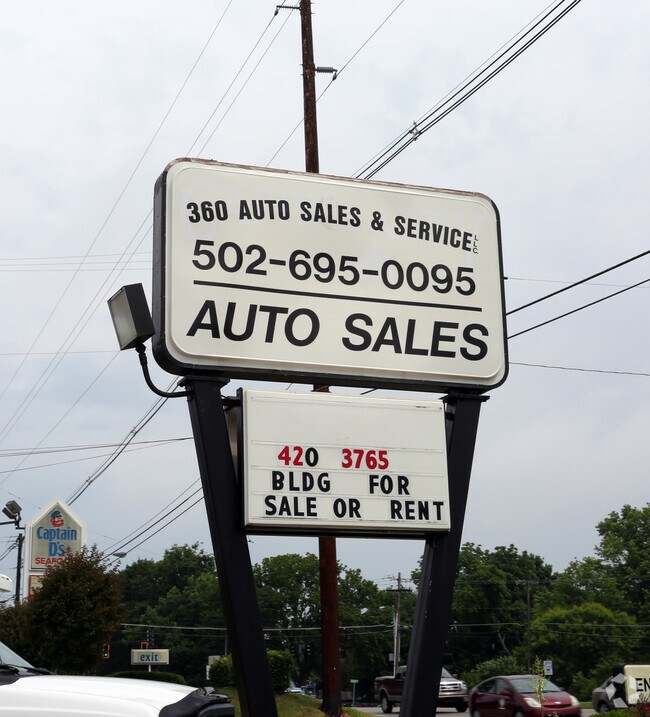 360 AUTO SALES & SERVICE LLC
502-695-0095
AUTO SALES
420 3765
BLDG FOR
SALE OR RENT
Captain
D's
SEAFOOD
exit